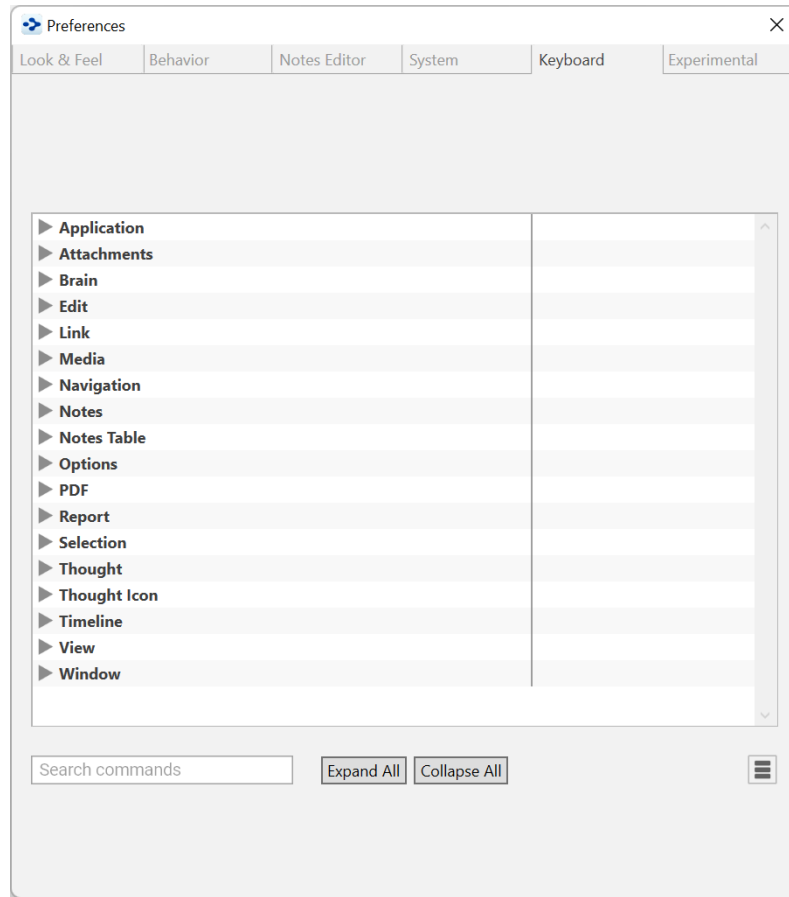 Preferences
Look & Feel Behavior Notes Editor System Keyboard Experimental
Application
Attachments
Brain
Edit
Link
Media
Navigation
Notes
Notes Table
Options
PDF
Report
Selection
Thought
Thought Icon
Timeline
View
Window
Search commands Expand All Collapse All